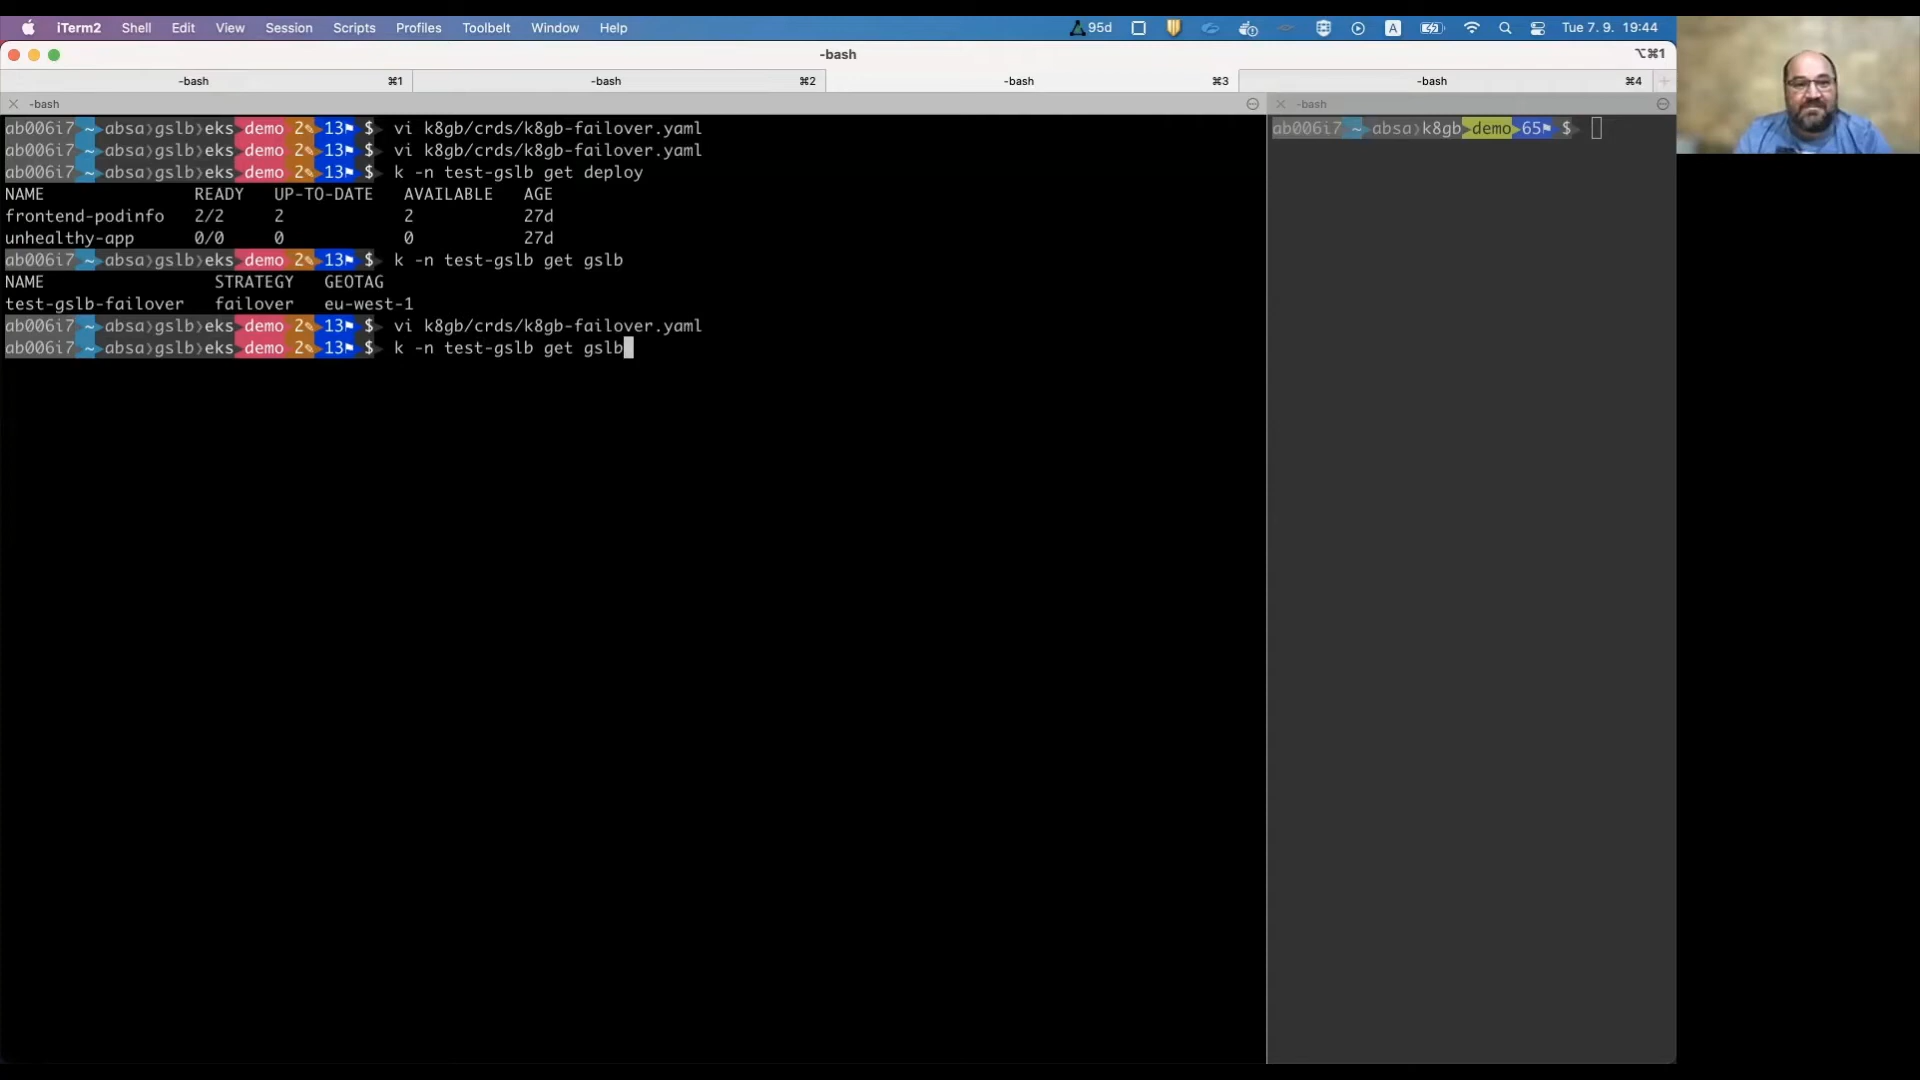 iTerm2 Shell Edit View Session Scripts Profiles Toolbelt Window Help 95d A Tue 7. 9. 19:44
-bash ⌥⌘1
-bash ⌘1 -bash ⌘2 -bash ⌘3 -bash ⌘4
-bash
ab006i7 ~ absa gslb eks demo 2✎ 13⚑ $ vi k8gb/crds/k8gb-failover.yaml
ab006i7 ~ absa gslb eks demo 2✎ 13⚑ $ vi k8gb/crds/k8gb-failover.yaml
ab006i7 ~ absa gslb eks demo 2✎ 13⚑ $ k -n test-gslb get deploy
NAME READY UP-TO-DATE AVAILABLE AGE
frontend-podinfo 2/2 2 2 27d
unhealthy-app 0/0 0 0 27d
ab006i7 ~ absa gslb eks demo 2✎ 13⚑ $ k -n test-gslb get gslb
NAME STRATEGY GEOTAG
test-gslb-failover failover eu-west-1
ab006i7 ~ absa gslb eks demo 2✎ 13⚑ $ vi k8gb/crds/k8gb-failover.yaml
ab006i7 ~ absa gslb eks demo 2✎ 13⚑ $ k -n test-gslb get gslb
-bash
ab006i7 ~ absa k8gb demo 65⚑ $